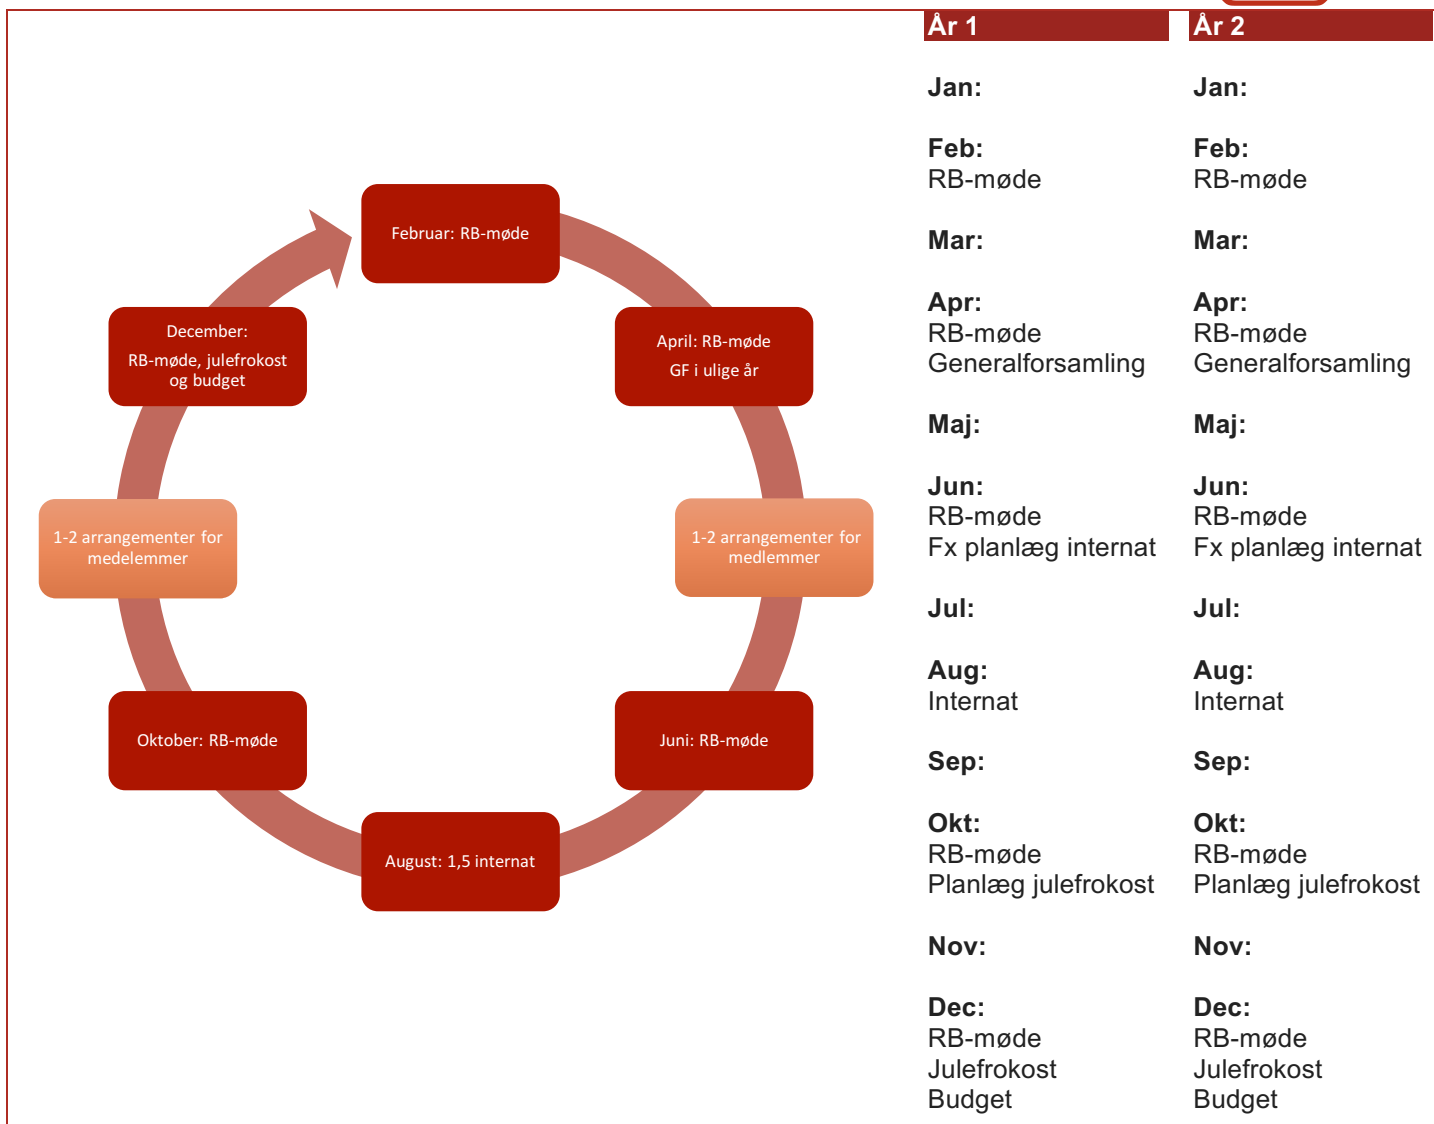 Februar: RB-møde
April: RB-møde
GF i ulige år
1-2 arrangementer for
medlemmer
Juni: RB-møde
August: 1,5 internat
Oktober: RB-møde
1-2 arrangementer for
medelemmer
December:
RB-møde, julefrokost
og budget
År 1
Jan:
Feb:
RB-møde
Mar:
Apr:
RB-møde
Generalforsamling
Maj:
Jun:
RB-møde
Fx planlæg internat
Jul:
Aug:
Internat
Sep:
Okt:
RB-møde
Planlæg julefrokost
Nov:
Dec:
RB-møde
Julefrokost
Budget
År 2
Jan:
Feb:
RB-møde
Mar:
Apr:
RB-møde
Generalforsamling
Maj:
Jun:
RB-møde
Fx planlæg internat
Jul:
Aug:
Internat
Sep:
Okt:
RB-møde
Planlæg julefrokost
Nov:
Dec:
RB-møde
Julefrokost
Budget